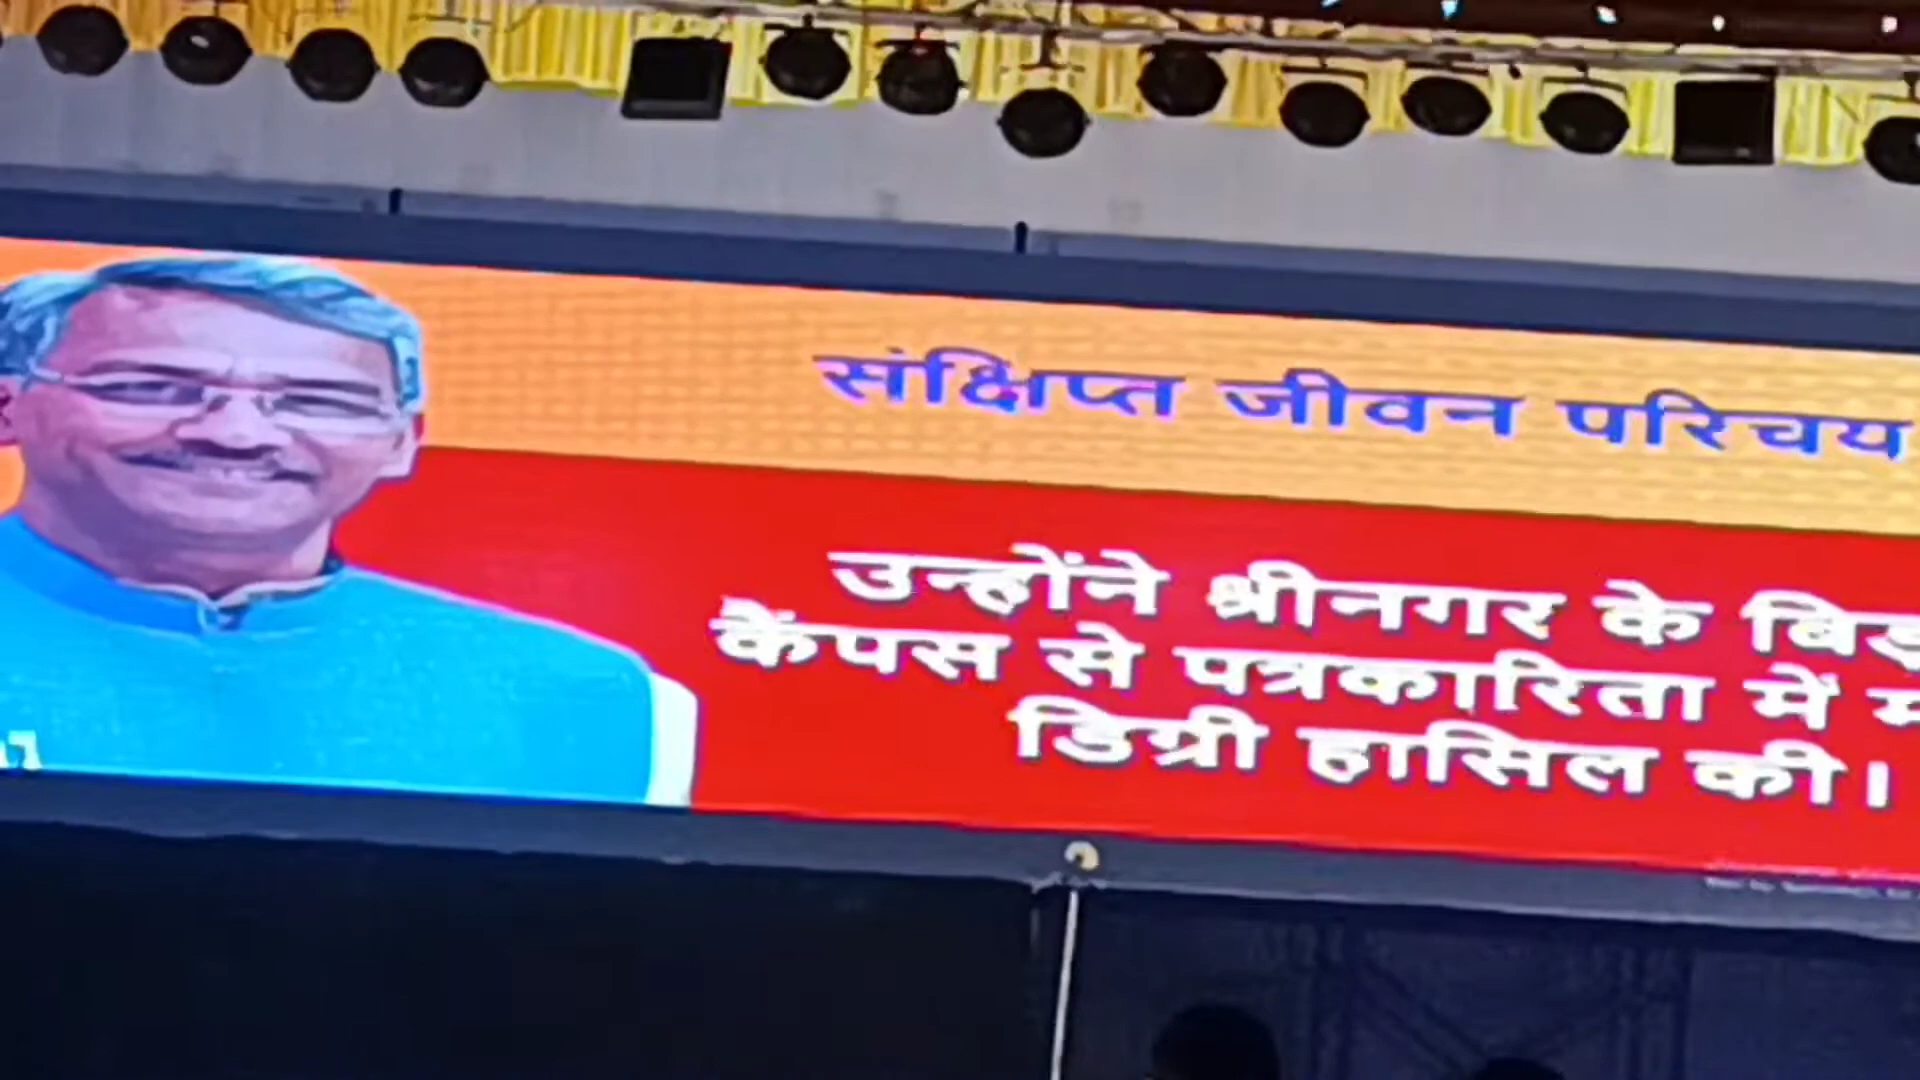 संक्षिप्त जीवन परिचय
उन्होंने श्रीनगर के
कैंपस से पत्रकारिता में
डिग्री हासिल की।